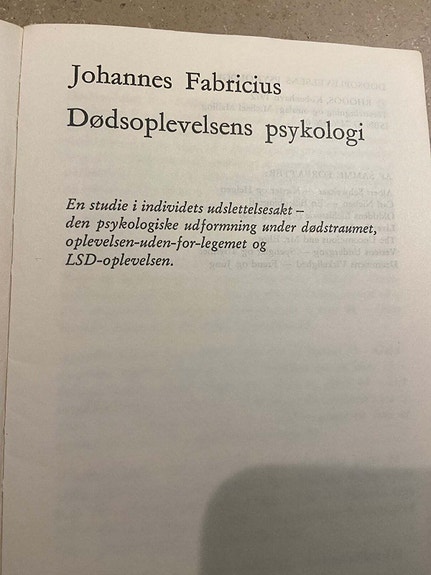 Johannes Fabricius
Dødsoplevelsens psykologi
En studie i individets udslettelsesakt –
den psykologiske udformning under dødstraumet,
oplevelsen-uden-for-legemet og
LSD-oplevelsen.